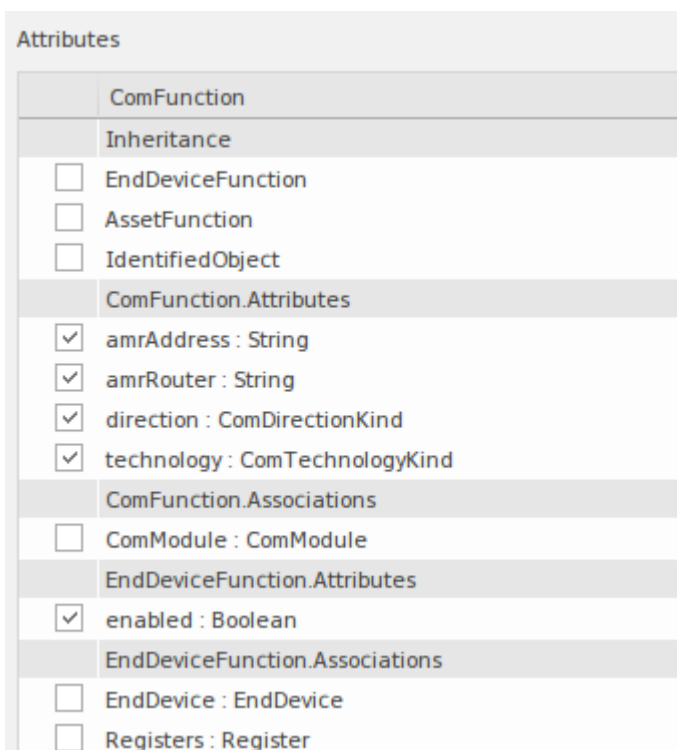 Attributes
ComFunction
Inheritance
EndDeviceFunction
AssetFunction
IdentifiedObject
ComFunction.Attributes
amrAddress : String
amrRouter : String
direction : ComDirectionKind
technology : ComTechnologyKind
ComFunction.Associations
ComModule : ComModule
EndDeviceFunction.Attributes
enabled : Boolean
EndDeviceFunction.Associations
EndDevice : EndDevice
Registers : Register